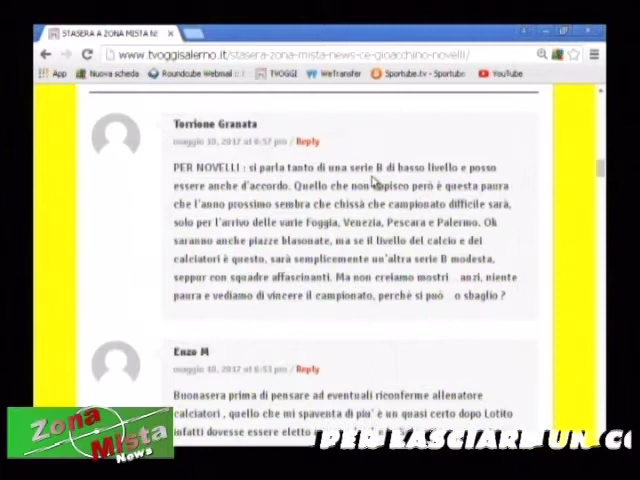 STASERA A ZONA MISTA NE
www.tvoggisalerno.it/stasera-zona-mista-news-ce-gioacchino-novelli/
App Nuova scheda Roundcube Webmail :: TVOGGI WeTransfer Sportube.tv - Sportube YouTube
Torrione Granata
maggio 10, 2017 at 6:57 pm / Reply
PER NOVELLI : si parla tanto di una serie B di basso livello e posso
essere anche d'accordo. Quello che non capisco però è questa paura
che l'anno prossimo sembra che chissà che campionato difficile sarà,
solo per l'arrivo delle varie Foggia, Venezia, Pescara e Palermo. Ok
saranno anche piazze blasonate, ma se il livello del calcio e dei
calciatori è questo, sarà semplicemente un'altra serie B modesta,
seppur con squadre affascinanti. Ma non creiamo mostri anzi, niente
paura e vediamo di vincere il campionato, perchè si può o sbaglio ?
Enzo M
maggio 10, 2017 at 6:53 pm / Reply
Buonasera prima di pensare ad eventuali riconferme allenatore
calciatori , quello che mi spaventa di piu' è un quasi certo dopo Lotito
infatti dovesse essere eletto
Zona
Mista
News
PER LASCIARE UN CO